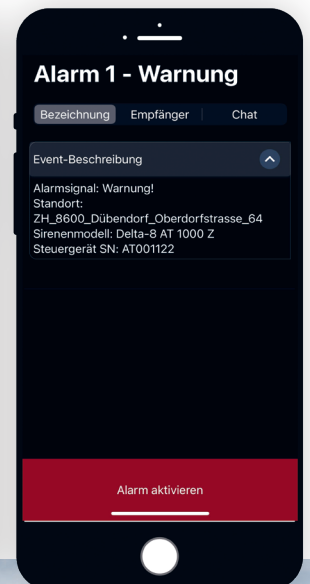 Alarm 1 - Warnung
Bezeichnung Empfänger Chat
Event-Beschreibung
Alarmsignal: Warnung!
Standort:
ZH_8600_Dübendorf_Oberdorfstrasse_64
Sirenenmodell: Delta-8 AT 1000 Z
Steuergerät SN: AT001122
Alarm aktivieren